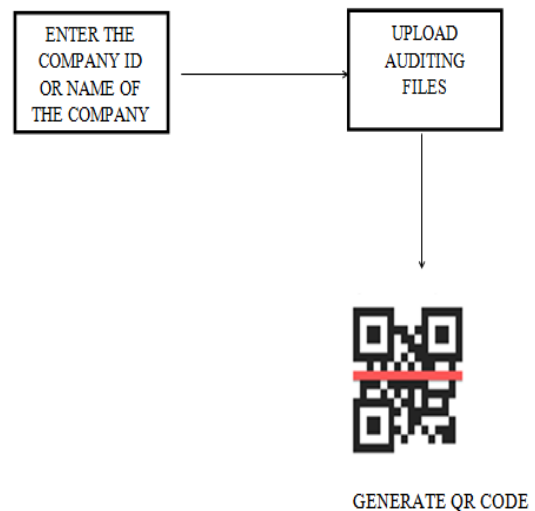 ENTER THE
COMPANY ID
OR NAME OF
THE COMPANY
UPLOAD
AUDITING
FILES
GENERATE QR CODE